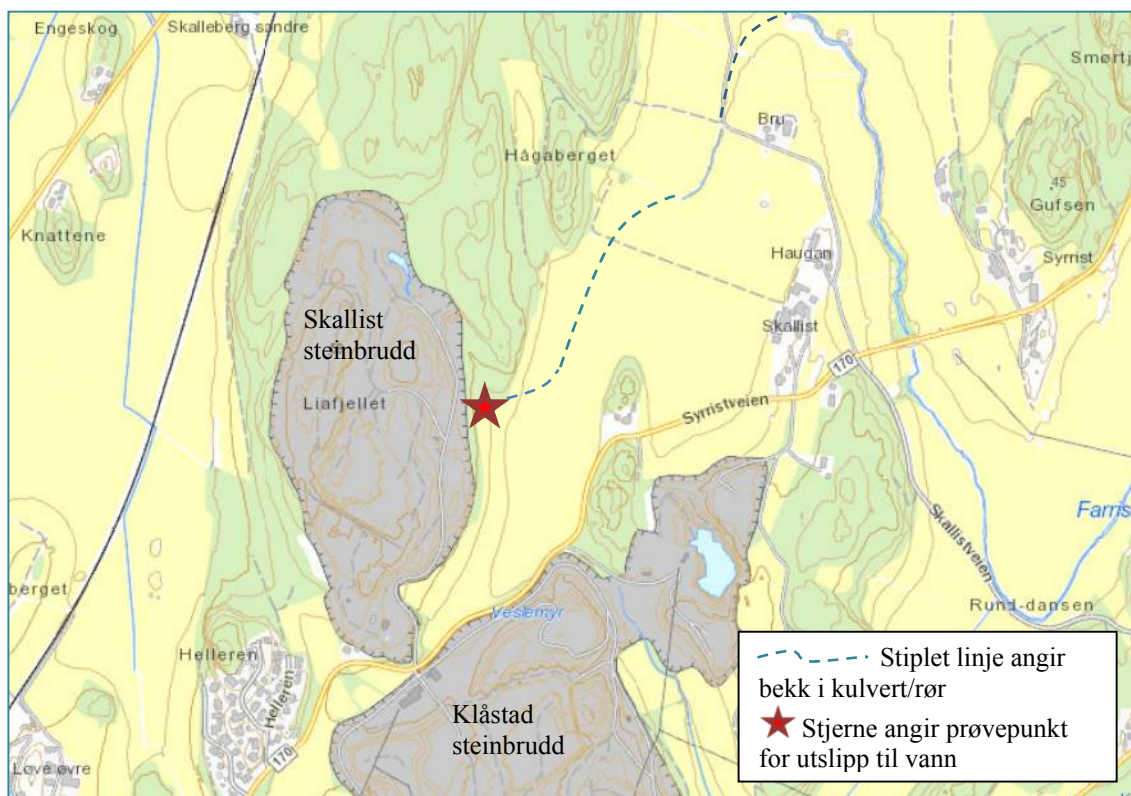 Engeskog
Skalleberg søndre
Smørtj
Bru
Hågaberget
45
Gufsen
Knattene
Haugan
Syrrist
Skallist
steinbrudd
Skallist
170
Liafjellet
Syrristveien
Farris
Skallistveien
berget
Rund-dansen
Veslemyr
Helleren
Helleren
170
Klåstad
steinbrudd
Løve øvre
Stiplet linje angir
bekk i kulvert/rør
Stjerne angir prøvepunkt
for utslipp til vann